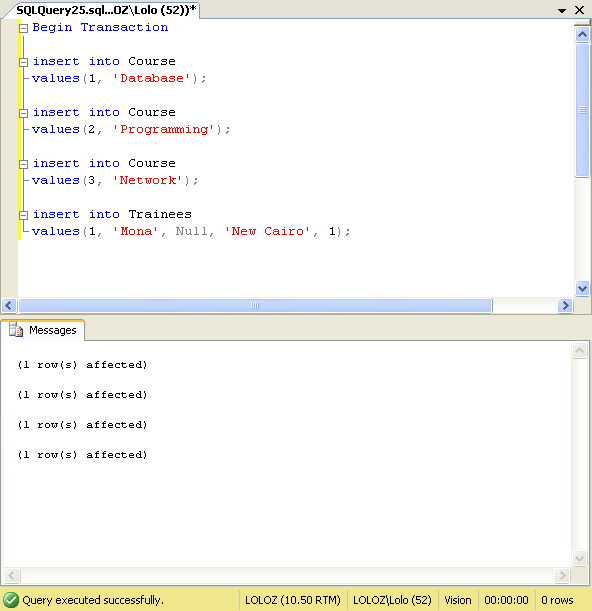 SQLQuery25.sql...OZ\Lolo (52))*
Begin Transaction
insert into Course
values(1, 'Database');
insert into Course
values(2, 'Programming');
insert into Course
values(3, 'Network');
insert into Trainees
values(1, 'Mona', Null, 'New Cairo', 1);
Messages
(1 row(s) affected)
(1 row(s) affected)
(1 row(s) affected)
(1 row(s) affected)
Query executed successfully. LOLOZ (10.50 RTM) LOLOZ\Lolo (52) Vision 00:00:00 0 rows